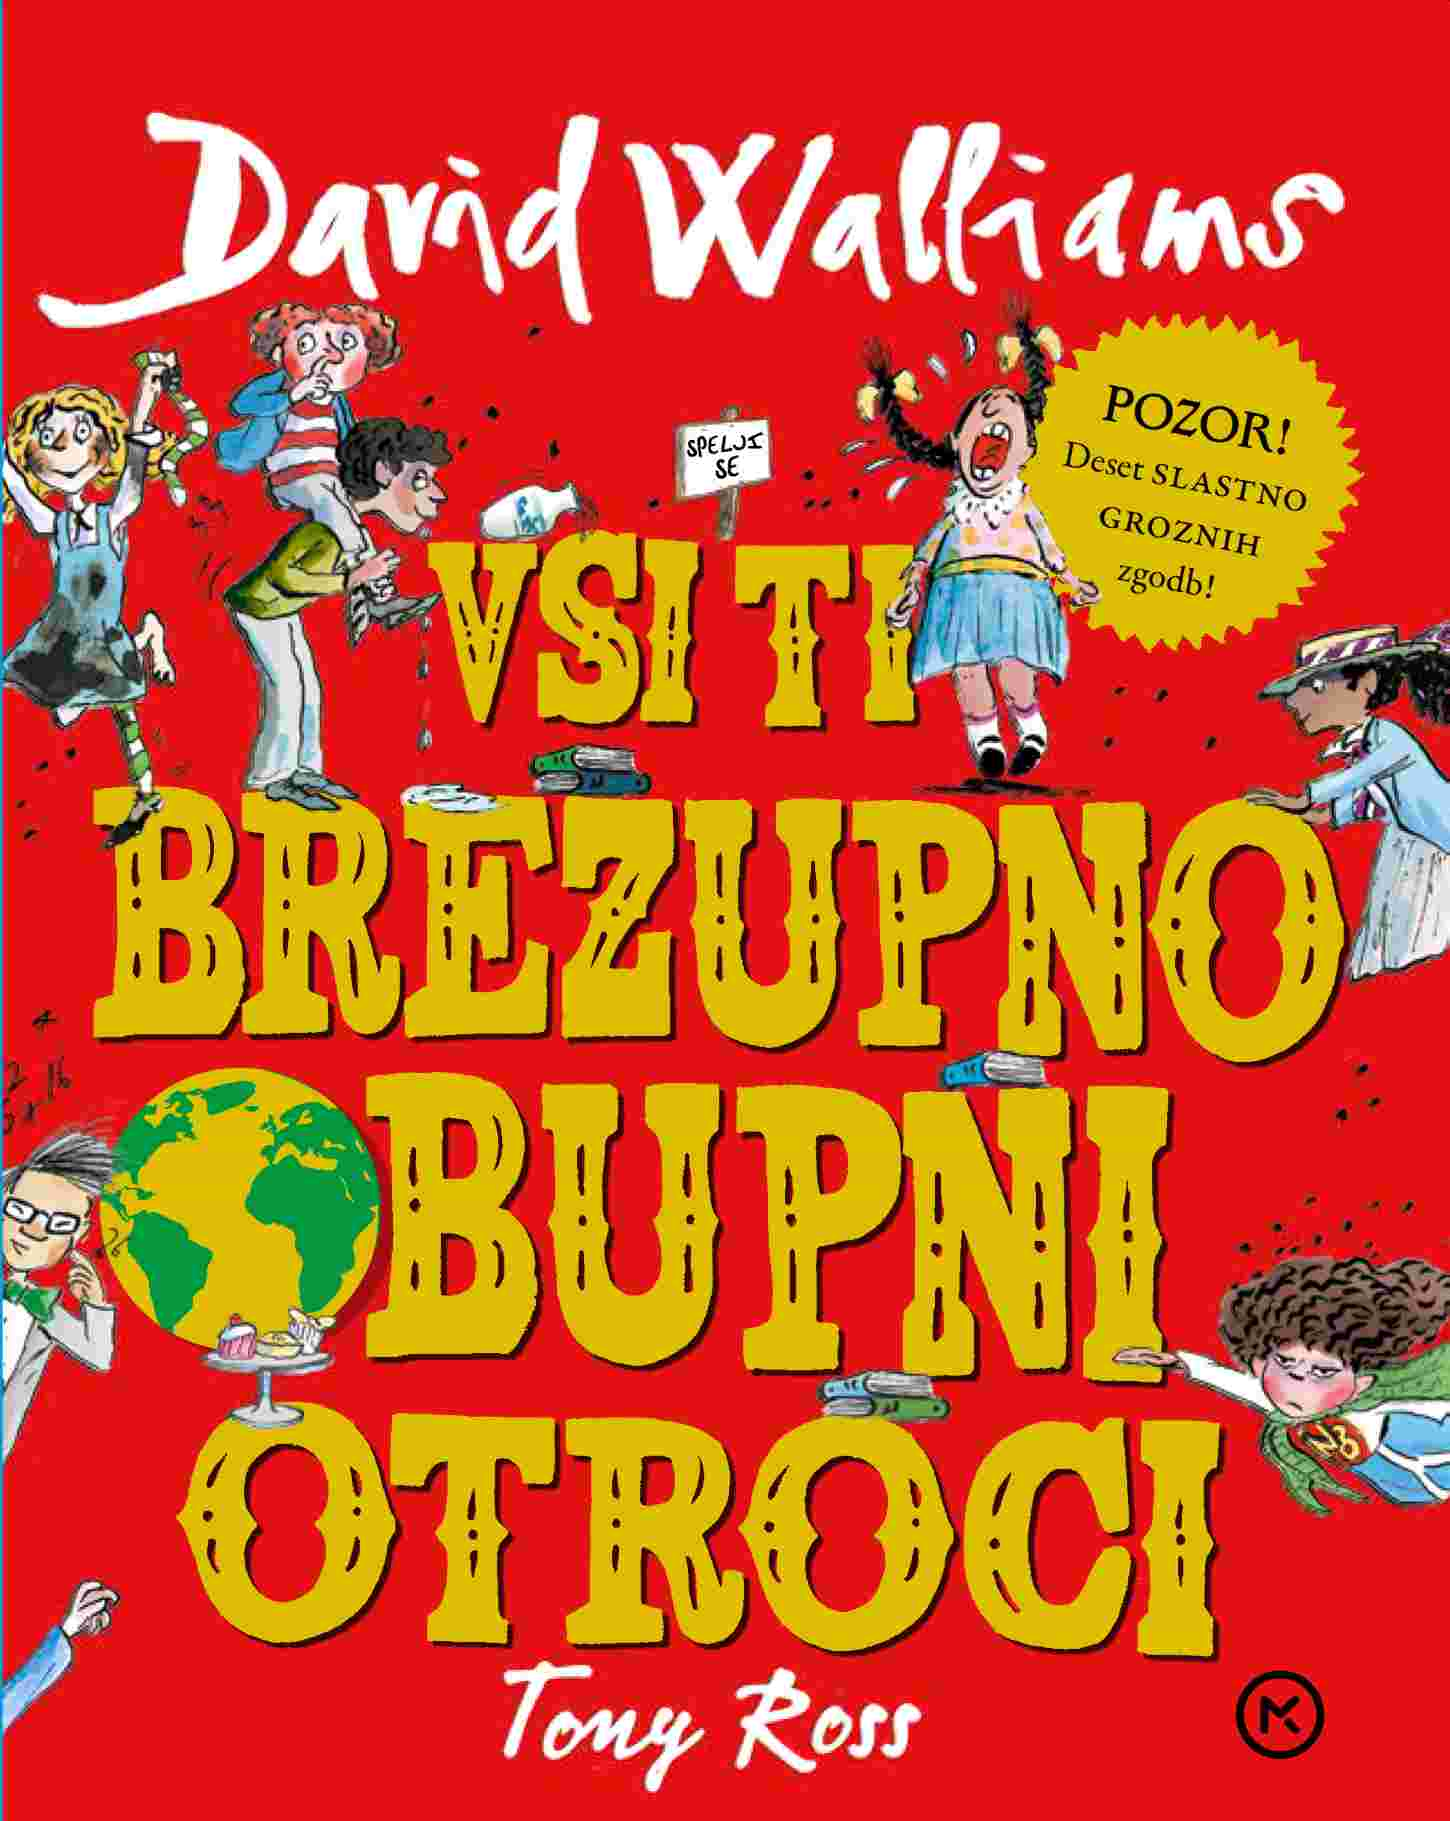 David Walliams
POZOR!
Deset SLASTNO
GROZNIH
zgodb!
SPELJI
SE
VSI TI
BREZUPNO
OBUPNI
OTROCI
Tony Ross